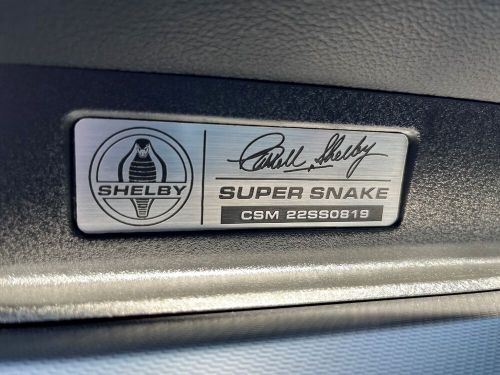 SHELBY
Carroll Shelby
SUPER SNAKE
CSM 22SS0819